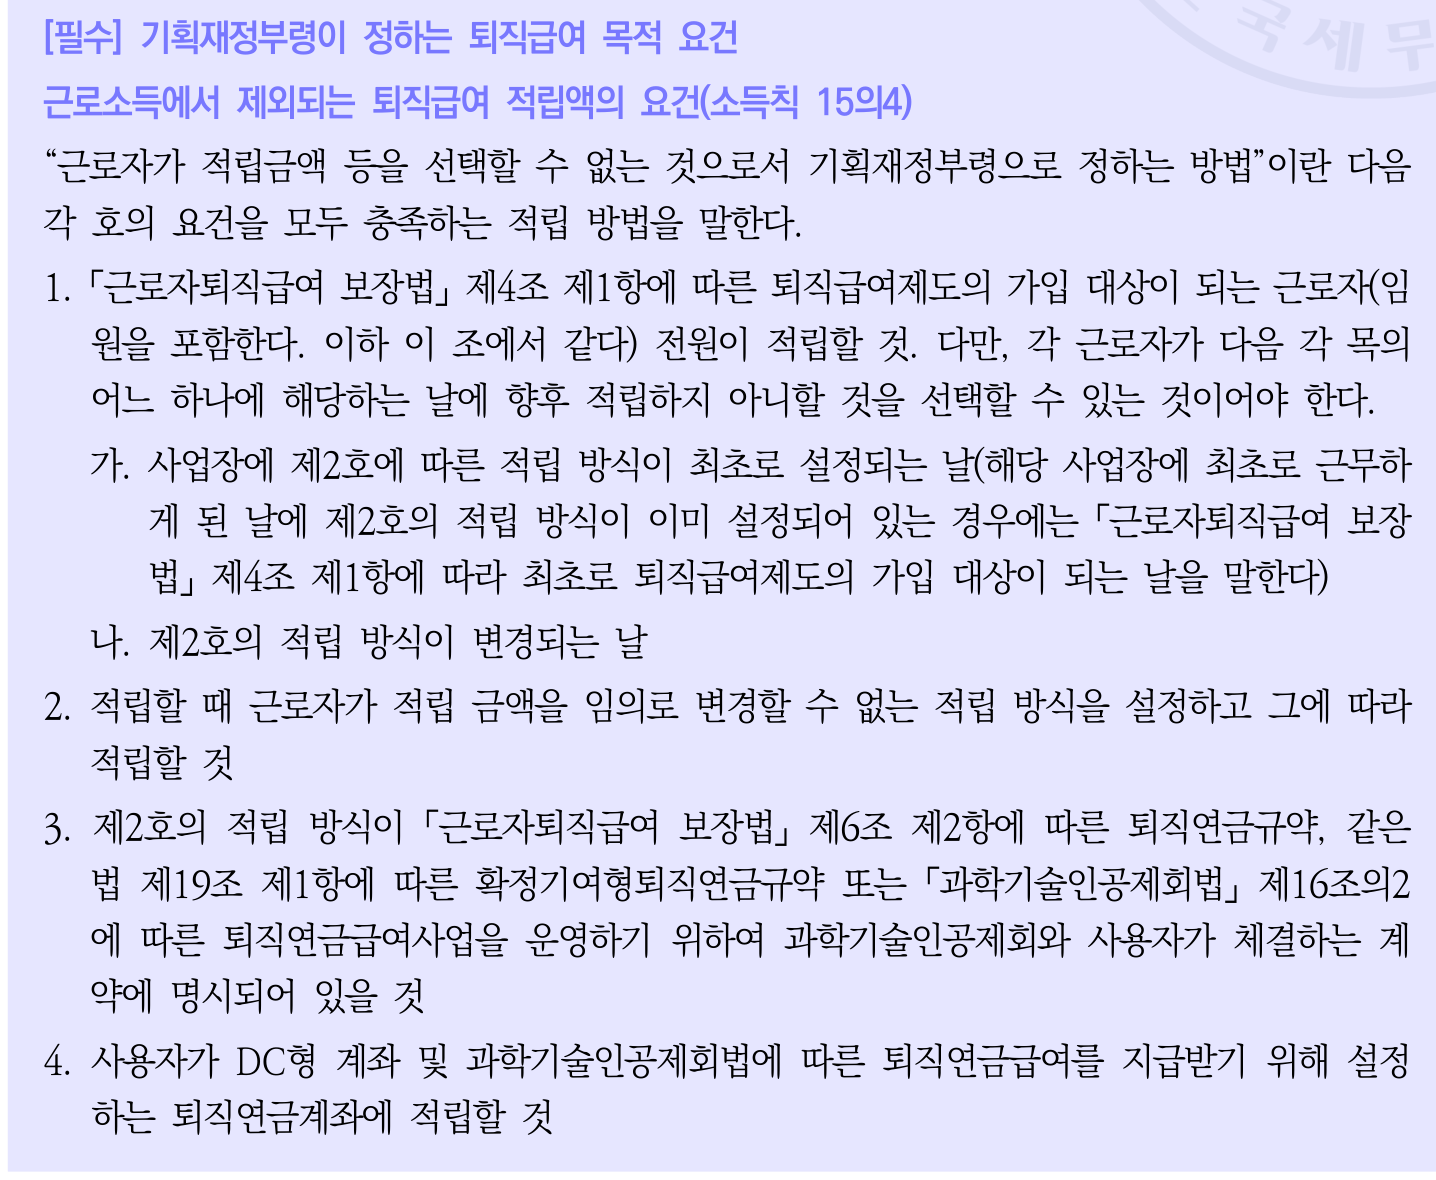 [필수] 기획재정부령이 정하는 퇴직급여 목적 요건
근로소득에서 제외되는 퇴직급여 적립액의 요건(소득칙 15의4)
“근로자가 적립금액 등을 선택할 수 없는 것으로서 기획재정부령으로 정하는 방법”이란 다음
각 호의 요건을 모두 충족하는 적립 방법을 말한다.
1. 「근로자퇴직급여 보장법」 제4조 제1항에 따른 퇴직급여제도의 가입 대상이 되는 근로자(임
원을 포함한다. 이하 이 조에서 같다) 전원이 적립할 것. 다만, 각 근로자가 다음 각 목의
어느 하나에 해당하는 날에 향후 적립하지 아니할 것을 선택할 수 있는 것이어야 한다.
가. 사업장에 제2호에 따른 적립 방식이 최초로 설정되는 날(해당 사업장에 최초로 근무하
게 된 날에 제2호의 적립 방식이 이미 설정되어 있는 경우에는 「근로자퇴직급여 보장
법」 제4조 제1항에 따라 최초로 퇴직급여제도의 가입 대상이 되는 날을 말한다)
나. 제2호의 적립 방식이 변경되는 날
2. 적립할 때 근로자가 적립 금액을 임의로 변경할 수 없는 적립 방식을 설정하고 그에 따라
적립할 것
3. 제2호의 적립 방식이 「근로자퇴직급여 보장법」 제6조 제2항에 따른 퇴직연금규약, 같은
법 제19조 제1항에 따른 확정기여형퇴직연금규약 또는 「과학기술인공제회법」 제16조의2
에 따른 퇴직연금급여사업을 운영하기 위하여 과학기술인공제회와 사용자가 체결하는 계
약에 명시되어 있을 것
4. 사용자가 DC형 계좌 및 과학기술인공제회법에 따른 퇴직연금급여를 지급받기 위해 설정
하는 퇴직연금계좌에 적립할 것
국세무